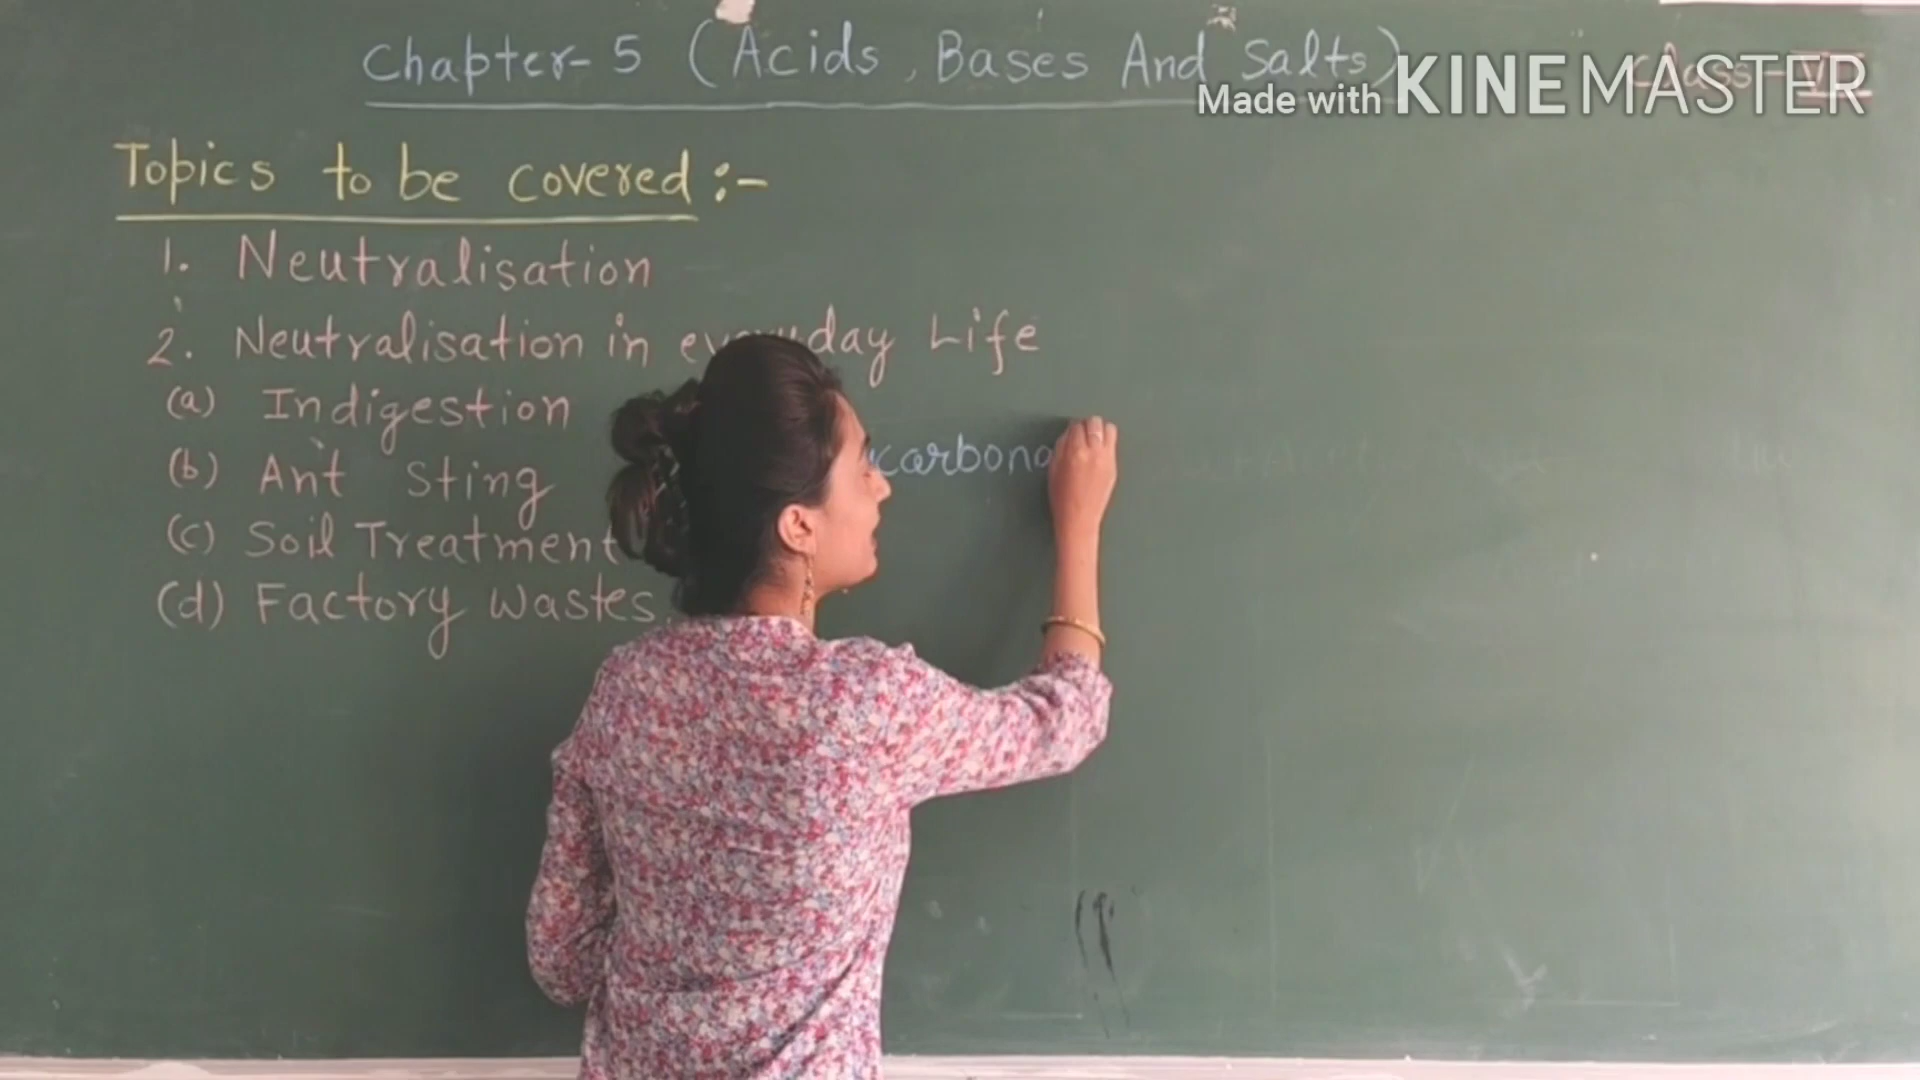 Chapter-5 (Acids, Bases And Salts)
Made with KINEMASTER
Class-
Topics to be covered :-
1. Neutralisation
2. Neutralisation in everyday Life
(a) Indigestion
carbona
(b) Ant Sting
(c) Soil Treatment
(d) Factory Wastes